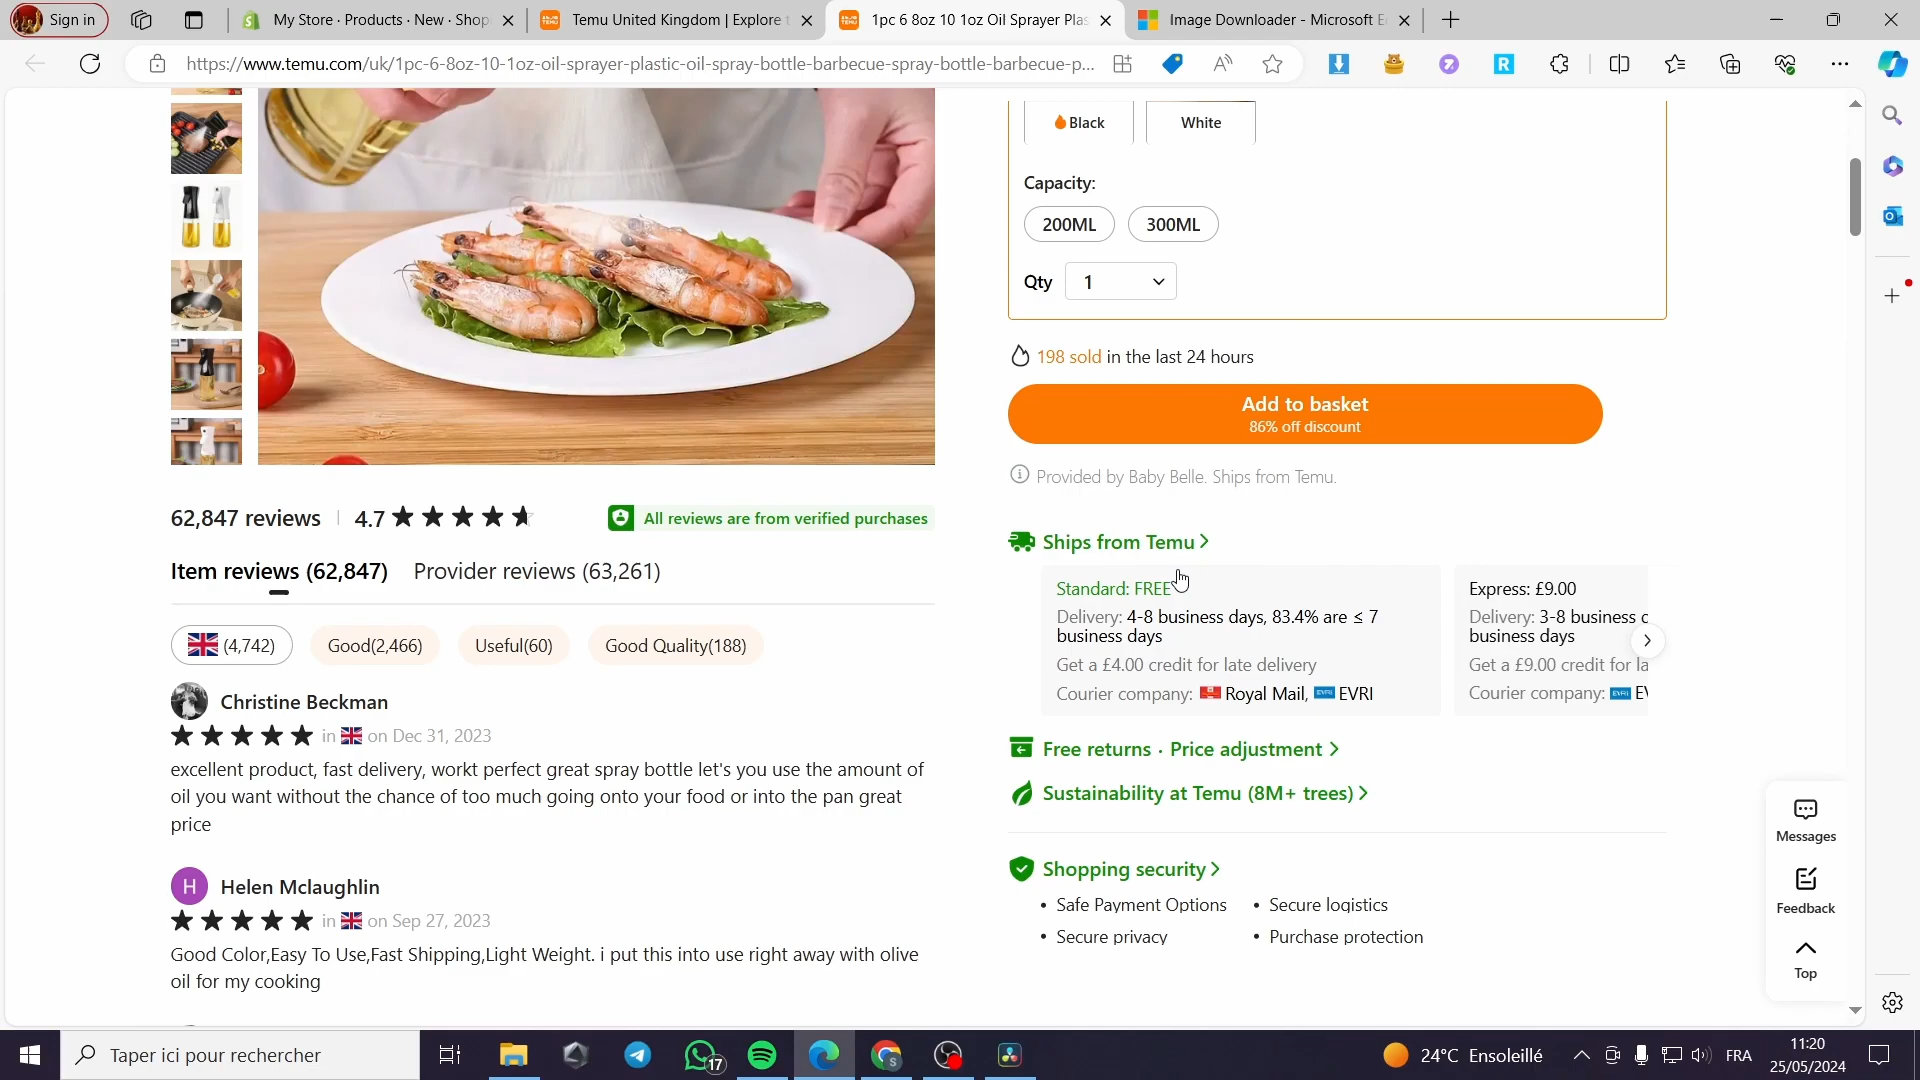 Sign in
My Store · Products · New · Shop
Temu United Kingdom | Explore
1pc 6 8oz 10 1oz Oil Sprayer Plas
Image Downloader - Microsoft E
https://www.temu.com/uk/1pc-6-8oz-10-1oz-oil-sprayer-plastic-oil-spray-bottle-barbecue-spray-bottle-barbecue-p...
Black
White
Capacity:
200ML
300ML
Qty
1
198 sold in the last 24 hours
Add to basket
86% off discount
Provided by Baby Belle. Ships from Temu.
62,847 reviews
4.7
All reviews are from verified purchases
Item reviews (62,847)
Provider reviews (63,261)
(4,742)
Good(2,466)
Useful(60)
Good Quality(188)
Christine Beckman
in on Dec 31, 2023
excellent product, fast delivery, workt perfect great spray bottle let's you use the amount of
oil you want without the chance of too much going onto your food or into the pan great
price
H
Helen Mclaughlin
in on Sep 27, 2023
Good Color,Easy To Use,Fast Shipping,Light Weight. i put this into use right away with olive
oil for my cooking
Ships from Temu
Standard: FREE
Delivery: 4-8 business days, 83.4% are ≤ 7
business days
Get a £4.00 credit for late delivery
Courier company: Royal Mail, EVRI
Express: £9.00
Delivery: 3-8 business
business days
Get a £9.00 credit for la
Courier company:
Free returns · Price adjustment
Sustainability at Temu (8M+ trees)
Shopping security
• Safe Payment Options
• Secure logistics
• Secure privacy
• Purchase protection
Messages
Feedback
Top
Taper ici pour rechercher
17
24°C Ensoleillé
FRA
11:20
25/05/2024